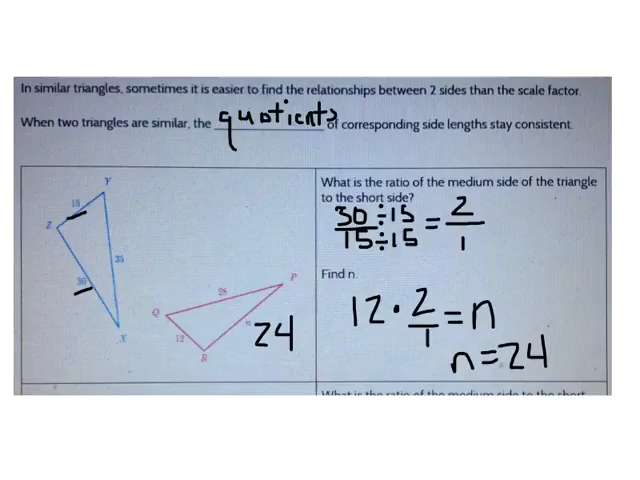 In similar triangles, sometimes it is easier to find the relationships between 2 sides than the scale factor.
When two triangles are similar, the quotients of corresponding side lengths stay consistent.
What is the ratio of the medium side of the triangle
to the short side?
30 ÷ 15 = 2
15 ÷ 15 1
Find n.
12 · 2/1 = n
n = 24
Y
Z
35
30
X
28
P
Q
12
n
24
R